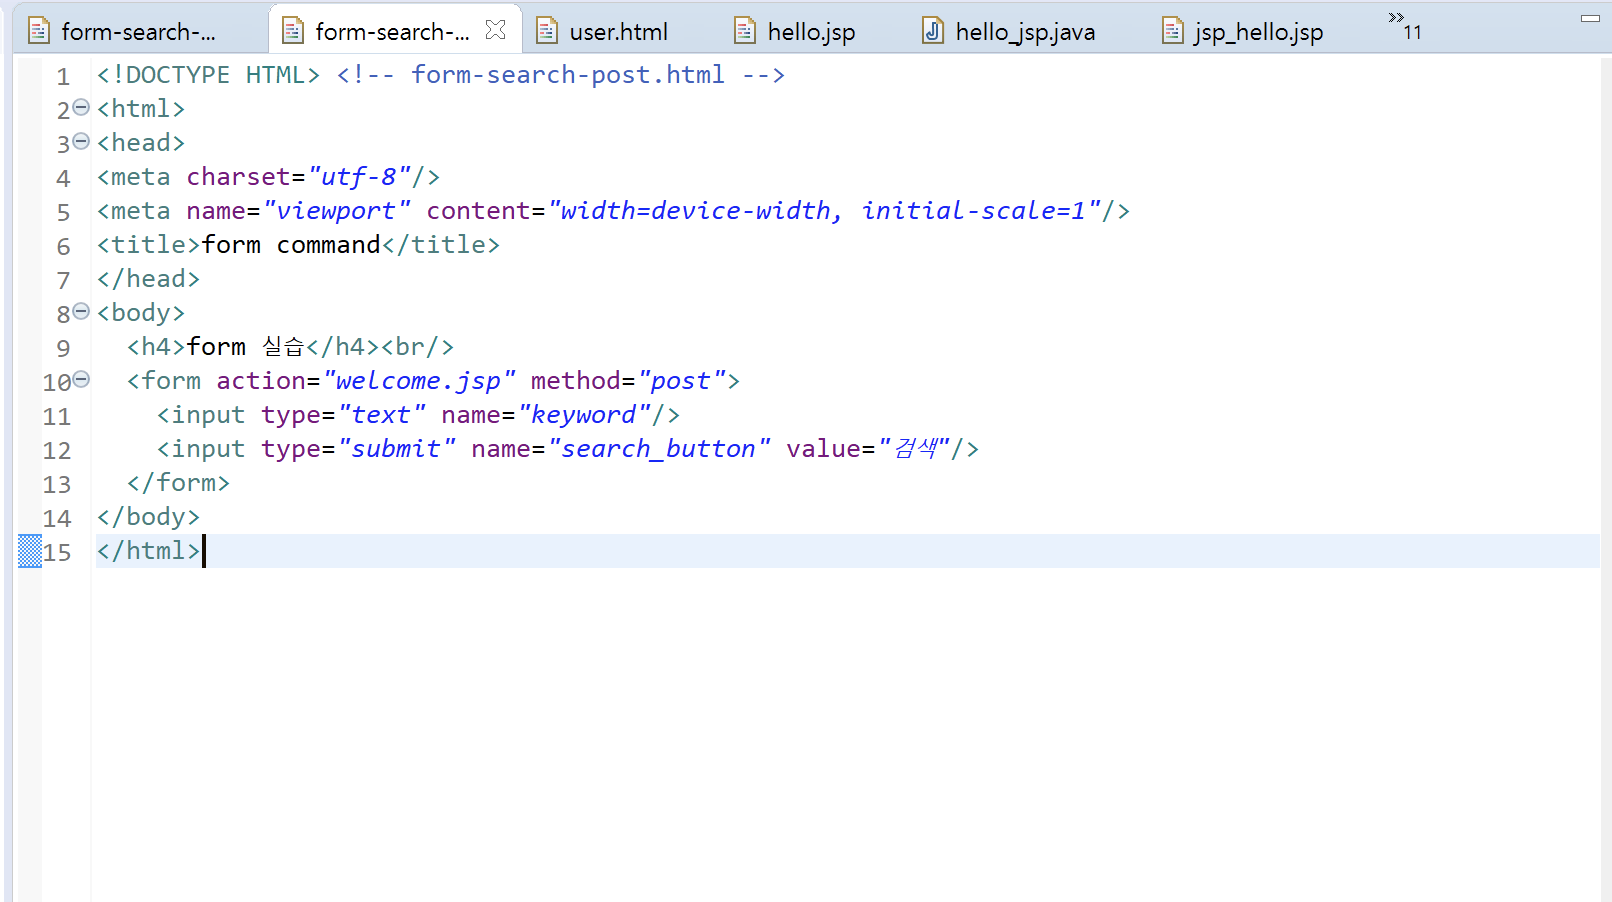 form-search-... form-search-... user.html hello.jsp hello_jsp.java jsp_hello.jsp »11
1 <!DOCTYPE HTML> <!-- form-search-post.html -->
2 <html>
3 <head>
4 <meta charset="utf-8"/>
5 <meta name="viewport" content="width=device-width, initial-scale=1"/>
6 <title>form command</title>
7 </head>
8 <body>
9   <h4>form 실습</h4><br/>
10   <form action="welcome.jsp" method="post">
11     <input type="text" name="keyword"/>
12     <input type="submit" name="search_button" value="검색"/>
13   </form>
14 </body>
15 </html>